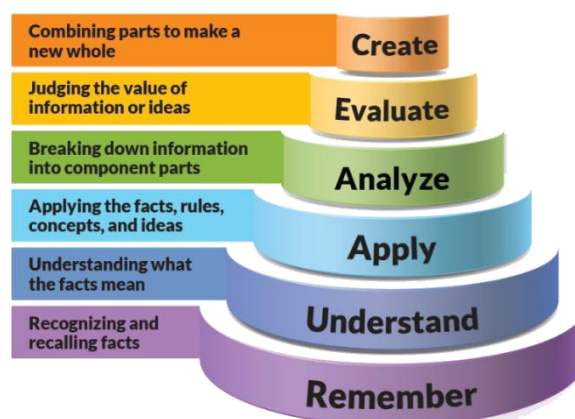 Combining parts to make a
new whole
Create
Judging the value of
information or ideas
Evaluate
Breaking down information
into component parts
Analyze
Applying the facts, rules,
concepts, and ideas
Apply
Understanding what
the facts mean
Understand
Recognizing and
recalling facts
Remember